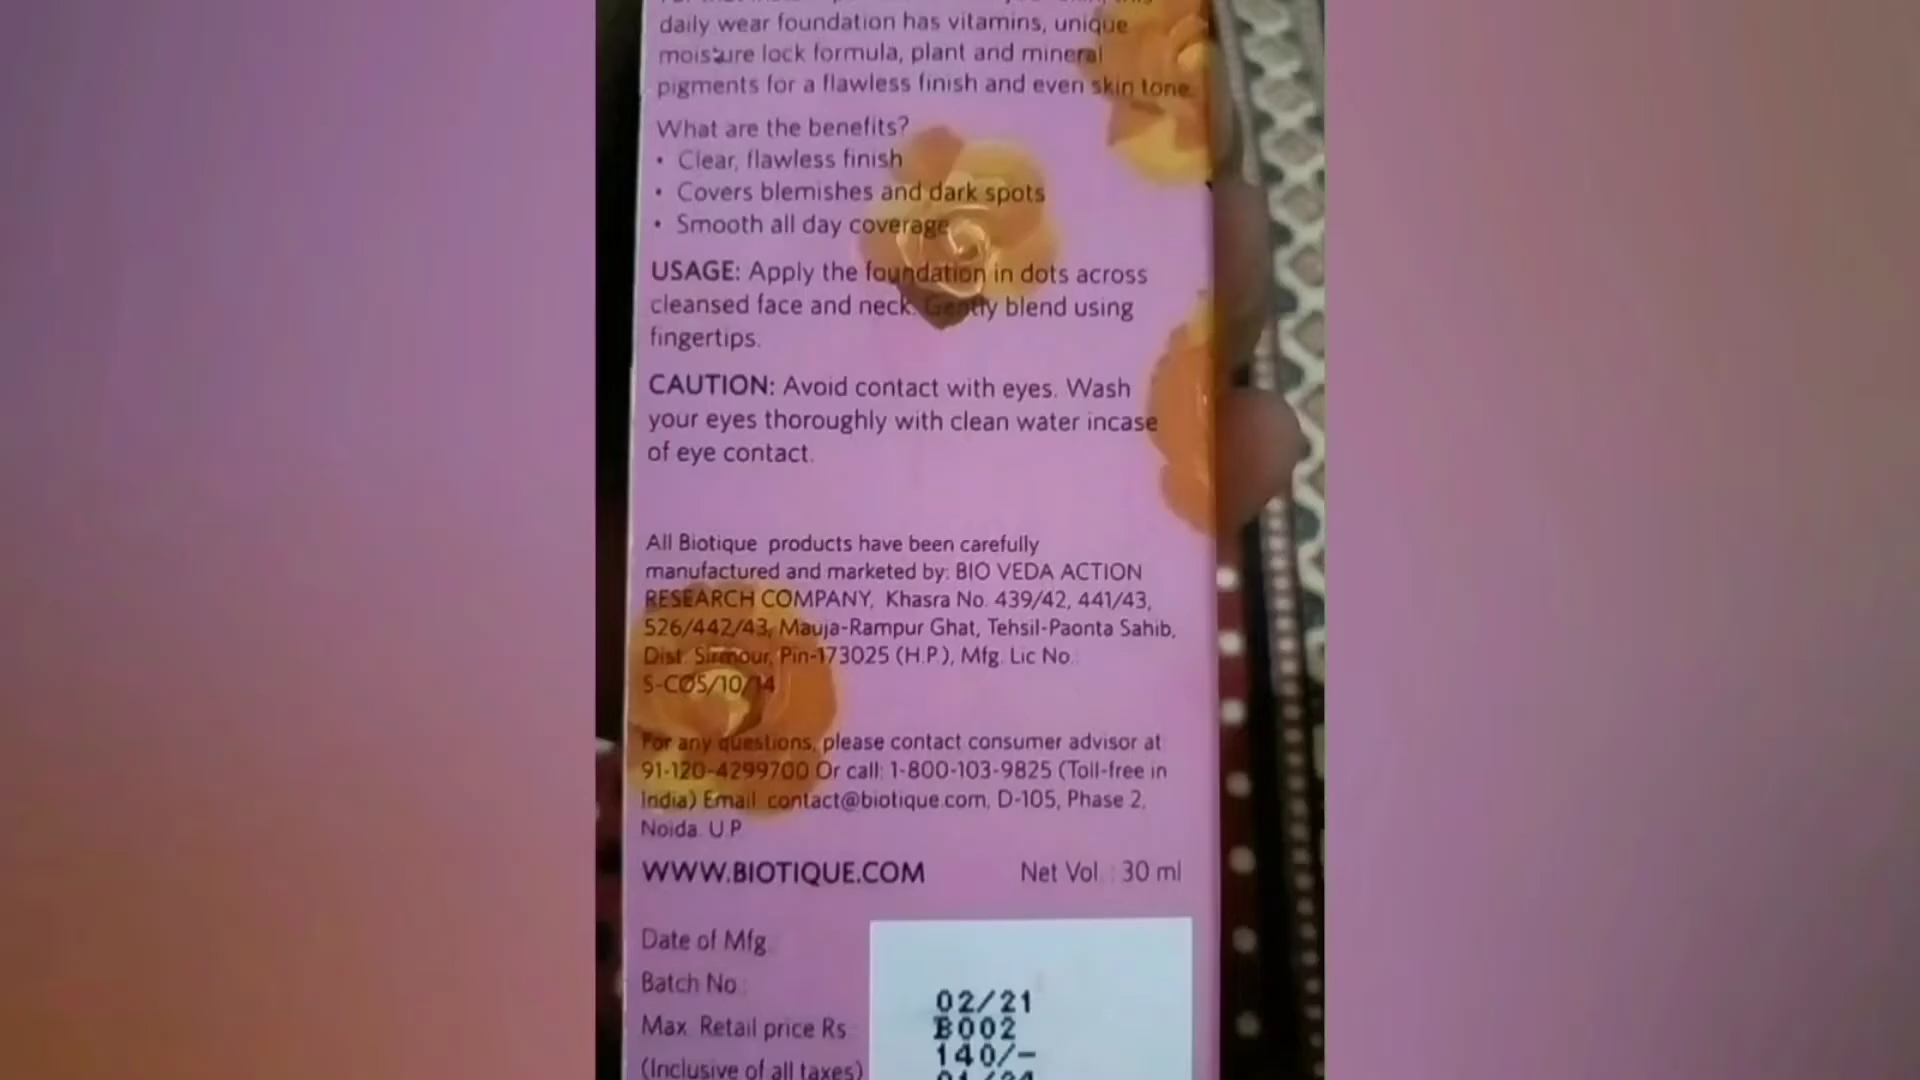 daily wear foundation has vitamins, unique
moisture lock formula, plant and mineral
pigments for a flawless finish and even skin tone.
What are the benefits?
• Clear, flawless finish
• Covers blemishes and dark spots
• Smooth all day coverage
USAGE: Apply the foundation in dots across
cleansed face and neck. Gently blend using
fingertips.
CAUTION: Avoid contact with eyes. Wash
your eyes thoroughly with clean water incase
of eye contact.
All Biotique products have been carefully
manufactured and marketed by: BIO VEDA ACTION
RESEARCH COMPANY, Khasra No. 439/42, 441/43,
526/442/43, Mauja-Rampur Ghat, Tehsil-Paonta Sahib,
Dist. Sirmour, Pin-173025 (H.P.), Mfg. Lic No.:
S-COS/10/14
For any questions, please contact consumer advisor at
91-120-4299700 Or call: 1-800-103-9825 (Toll-free in
India) Email: contact@biotique.com, D-105, Phase 2,
Noida. U.P.
WWW.BIOTIQUE.COM Net Vol. : 30 ml
Date of Mfg.
Batch No.: 02/21
Max. Retail price Rs. B002
(Inclusive of all taxes) 140/-